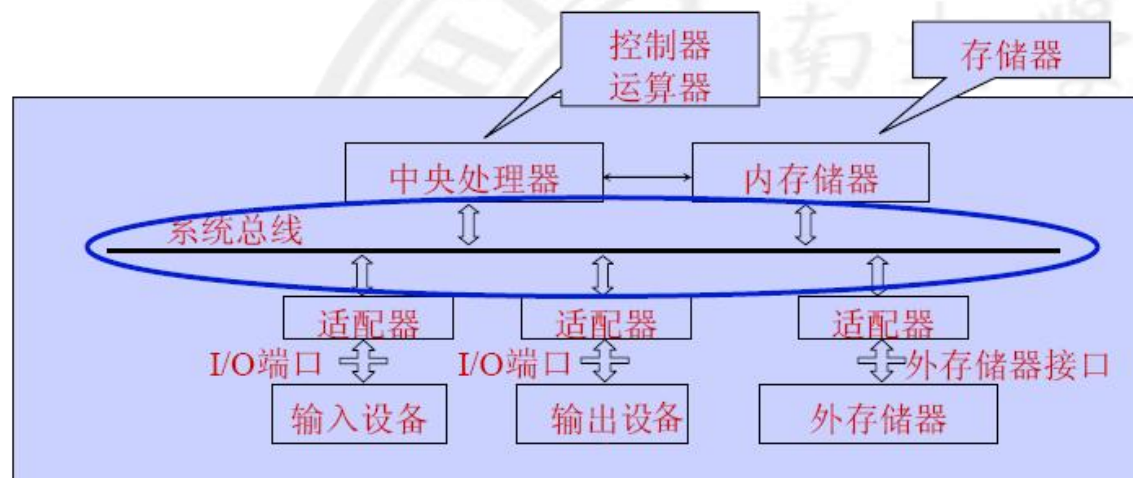 控制器
运算器
存储器
中央处理器
内存储器
系统总线
适配器
适配器
适配器
I/O端口
I/O端口
外存储器接口
输入设备
输出设备
外存储器